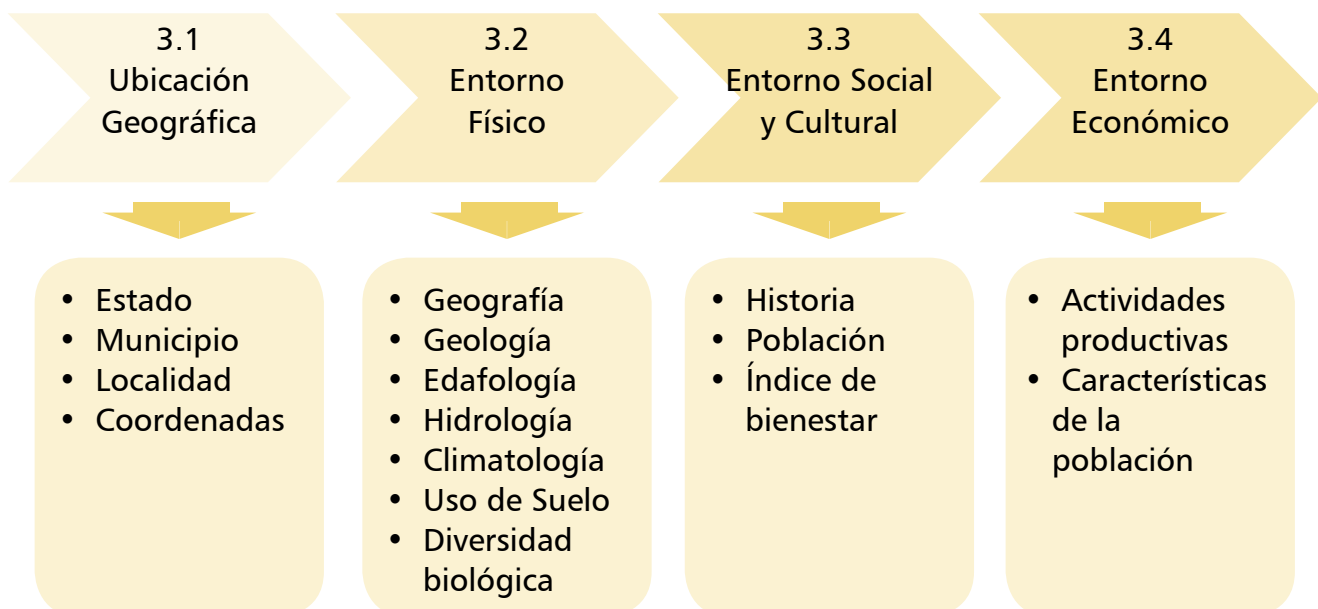 3.1
Ubicación
Geográfica
3.2
Entorno
Físico
3.3
Entorno Social
y Cultural
3.4
Entorno
Económico
• Estado
• Municipio
• Localidad
• Coordenadas
• Geografía
• Geología
• Edafología
• Hidrología
• Climatología
• Uso de Suelo
• Diversidad
biológica
• Historia
• Población
• Índice de
bienestar
• Actividades
productivas
• Características
de la
población